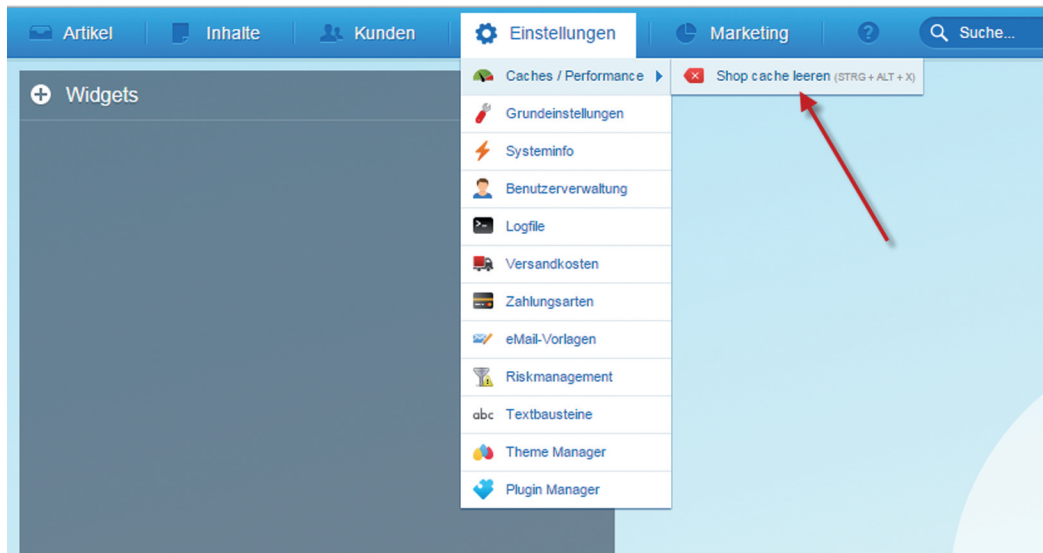 Artikel
Inhalte
Kunden
Einstellungen
Marketing
?
Suche...
Widgets
Caches / Performance
Shop cache leeren (STRG + ALT + X)
Grundeinstellungen
Systeminfo
Benutzerverwaltung
Logfile
Versandkosten
Zahlungsarten
eMail-Vorlagen
Riskmanagement
abc Textbausteine
Theme Manager
Plugin Manager